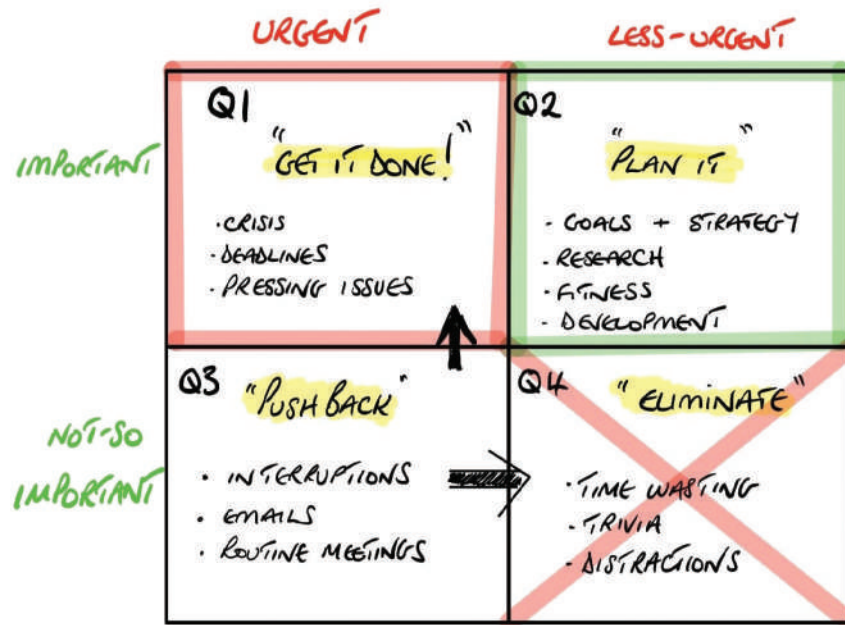 URGENT
LESS-URGENT
IMPORTANT
Q1
"GET IT DONE!"
· CRISIS
· DEADLINES
· PRESSING ISSUES
Q2
"PLAN IT"
- GOALS + STRATEGY
· RESEARCH
· FITNESS
· DEVELOPMENT
NOT-SO
IMPORTANT
Q3
"PUSH BACK"
· INTERRUPTIONS
· EMAILS
· ROUTINE MEETINGS
Q4
"ELIMINATE"
· TIME WASTING
· TRIVIA
· DISTRACTIONS